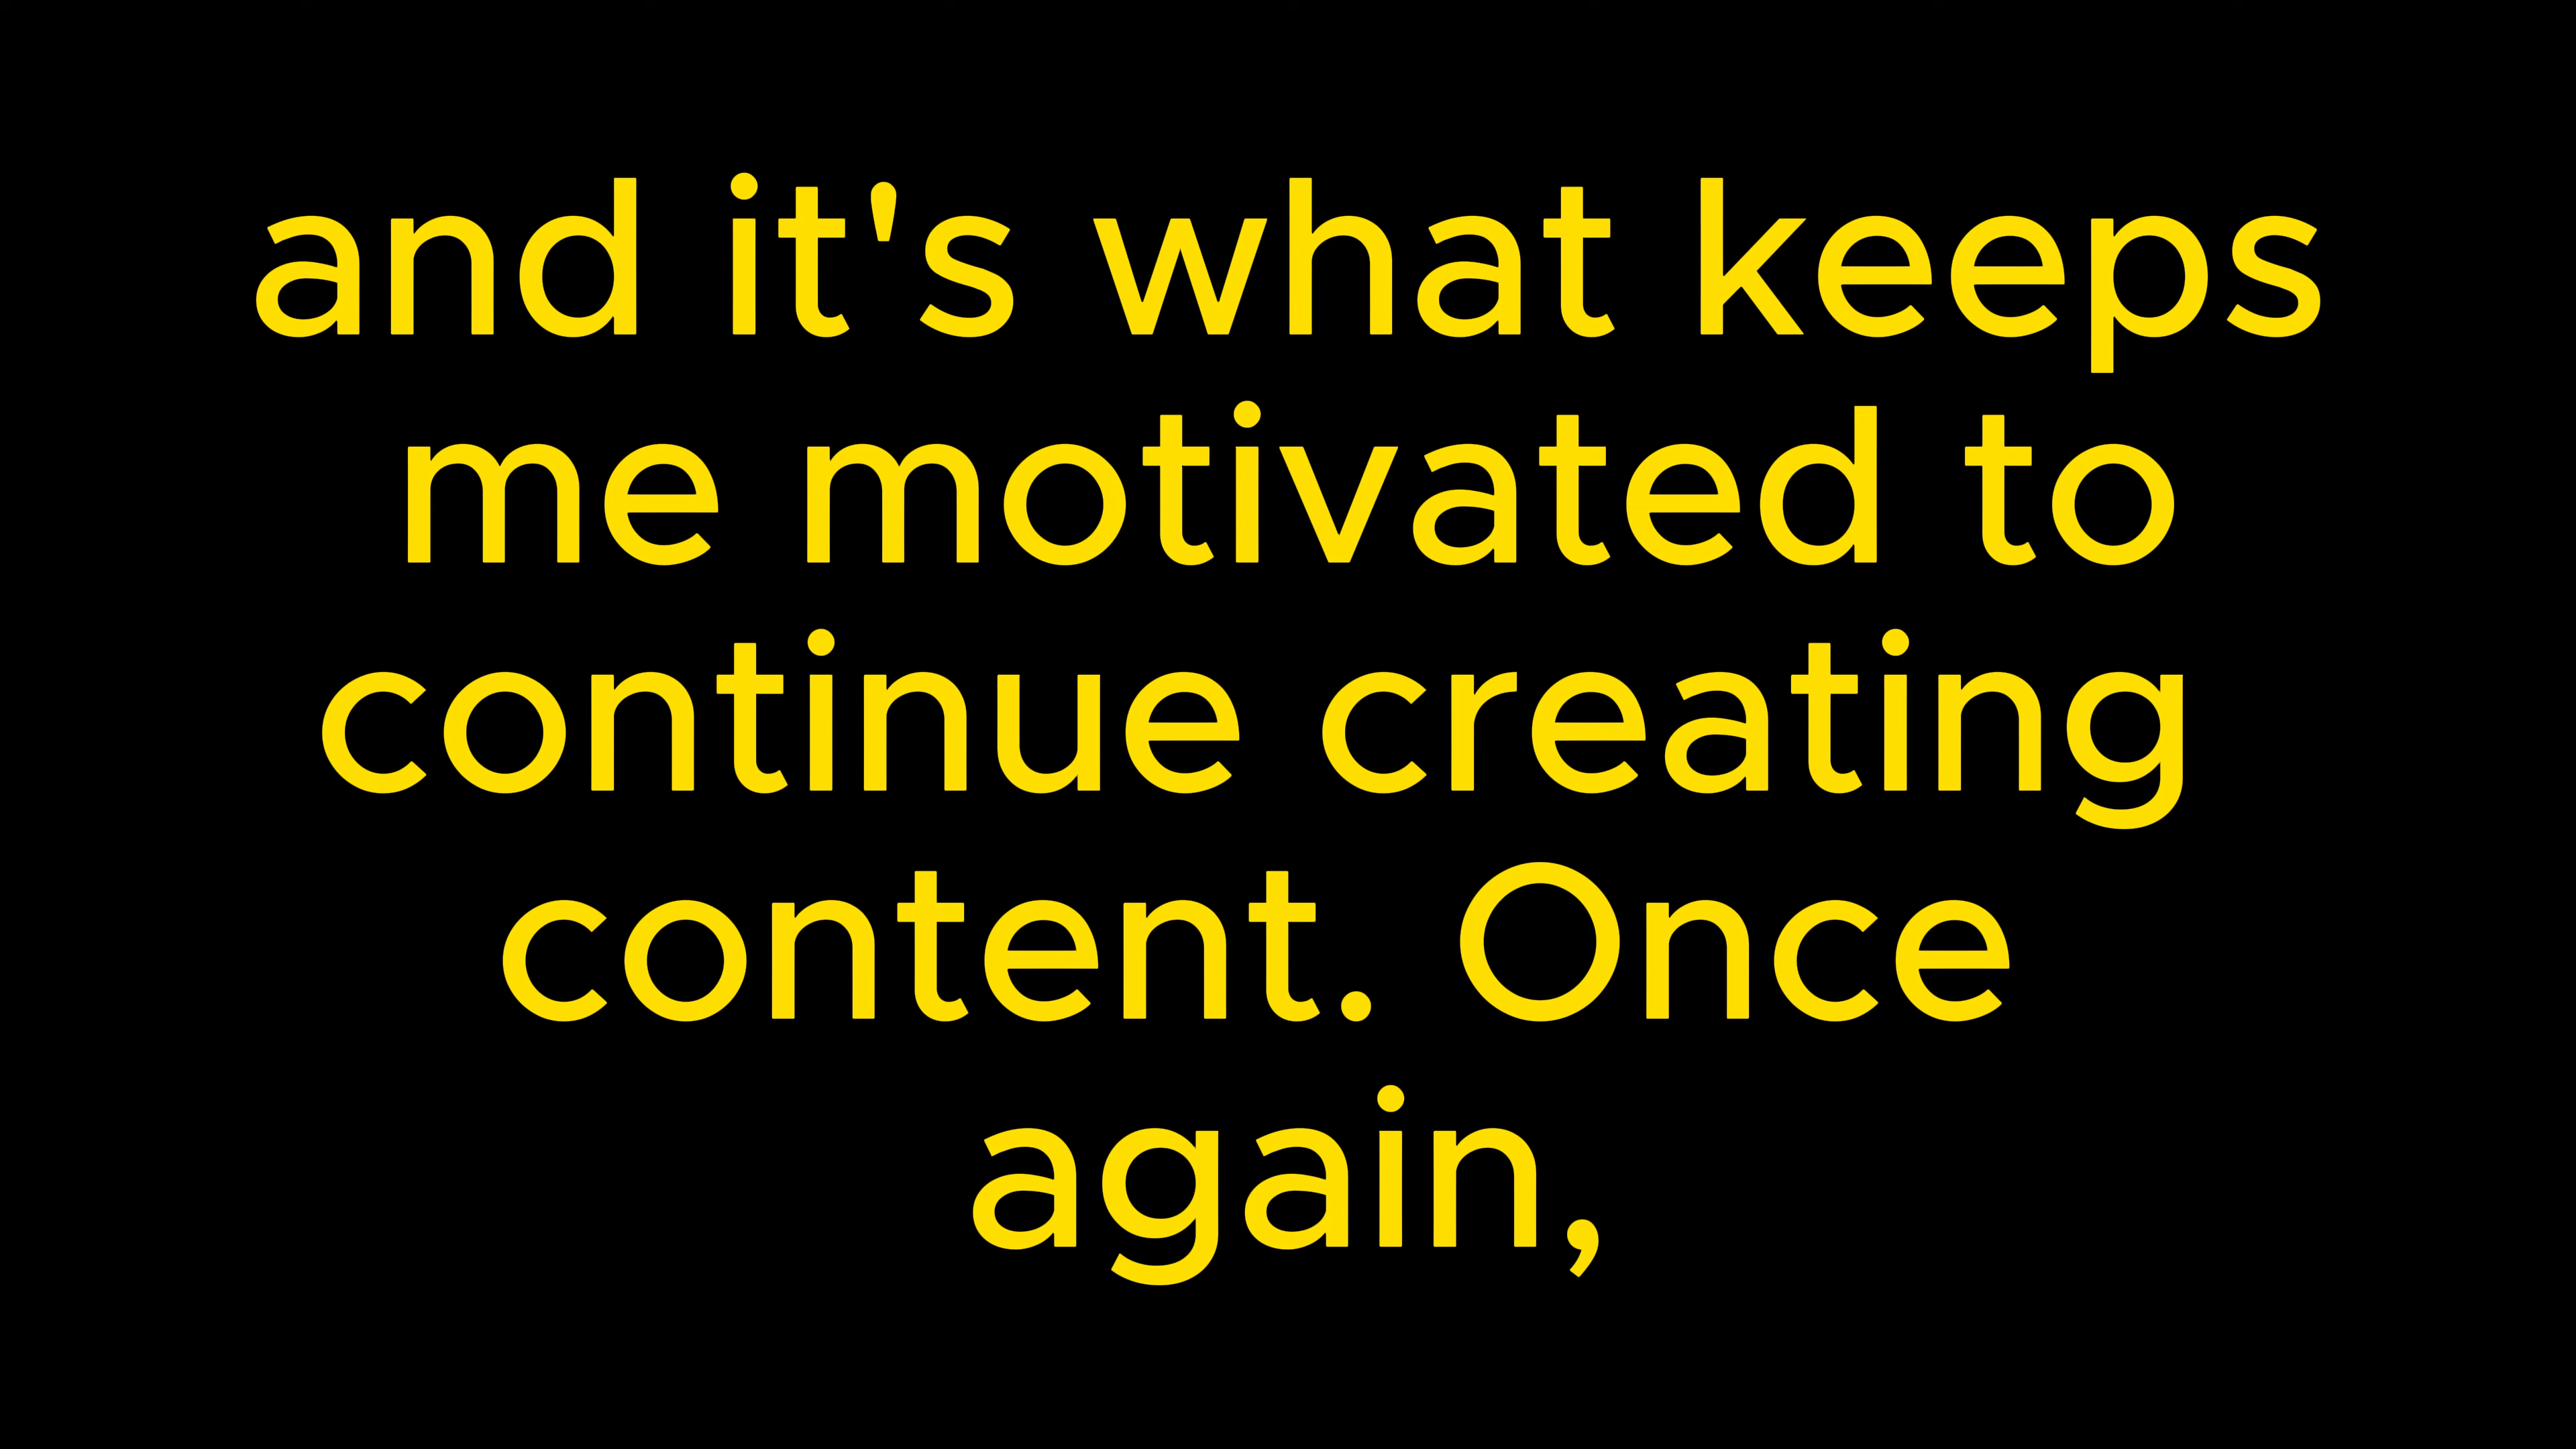 and it's what keeps
me motivated to
continue creating
content. Once
again,